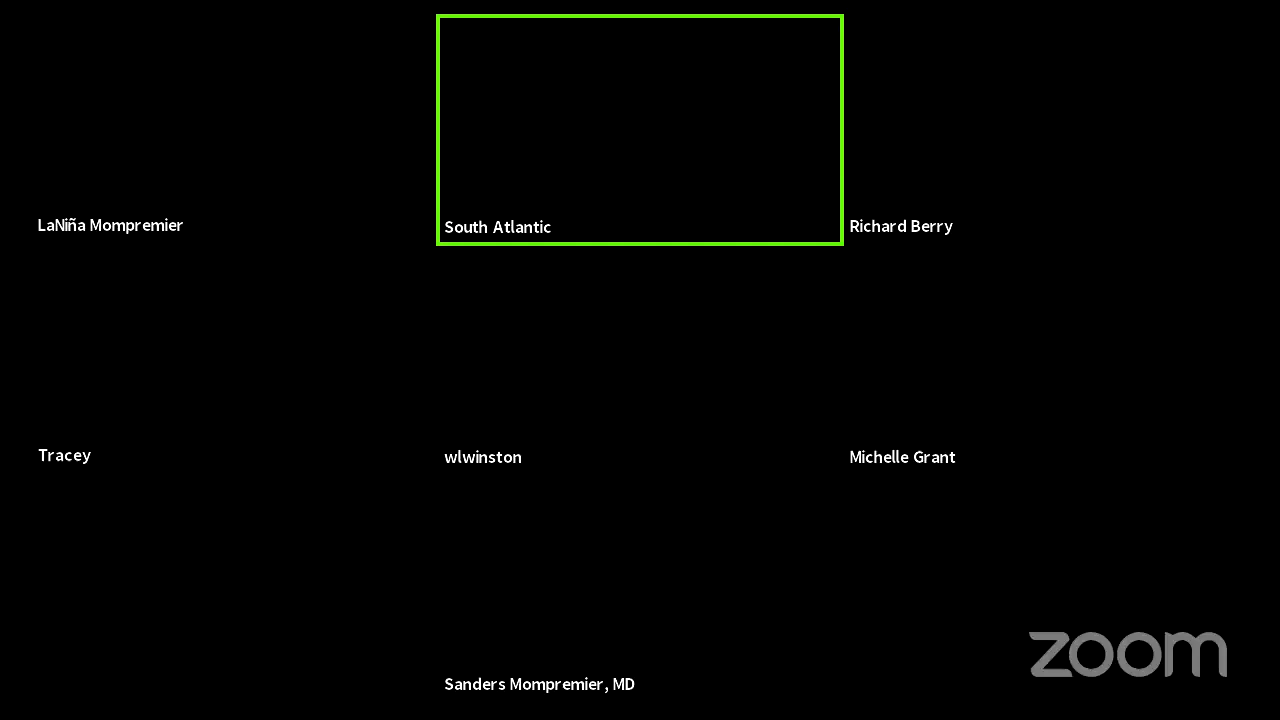 LaNiña Mompremier
South Atlantic
Richard Berry
Tracey
wlwinston
Michelle Grant
Sanders Mompremier, MD
zoom